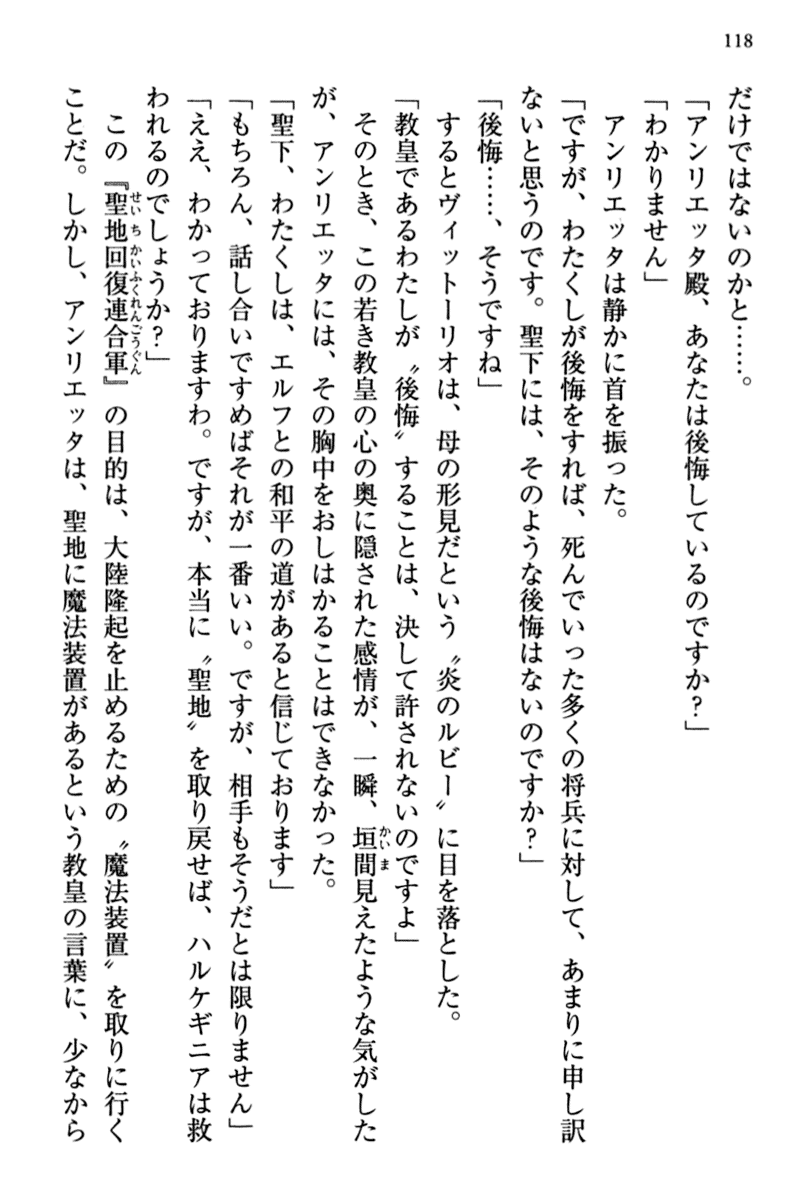 118
だけではないのかと……。
「アンリエッタ殿、あなたは後悔しているのですか？」
「わかりません」
　アンリエッタは静かに首を振った。
「ですが、わたくしが後悔をすれば、死んでいった多くの将兵に対して、あまりに申し訳
ないと思うのです。聖下には、そのような後悔はないのですか？」
「後悔……、そうですね」
　するとヴィットーリオは、母の形見だという〝炎のルビー〟に目を落とした。
「教皇であるわたしが〝後悔〟することは、決して許されないのですよ」
　そのとき、この若き教皇の心の奥に隠された感情が、一瞬、垣間見えたような気がした
が、アンリエッタには、その胸中をおしはかることはできなかった。
「聖下、わたくしは、エルフとの和平の道があると信じております」
「もちろん、話し合いですめばそれが一番いい。ですが、相手もそうだとは限りません」
「ええ、わかっておりますわ。ですが、本当に〝聖地〟を取り戻せば、ハルケギニアは救
われるのでしょうか？」
　この『聖地回復連合軍』の目的は、大陸隆起を止めるための〝魔法装置〟を取りに行く
ことだ。しかし、アンリエッタは、聖地に魔法装置があるという教皇の言葉に、少なから